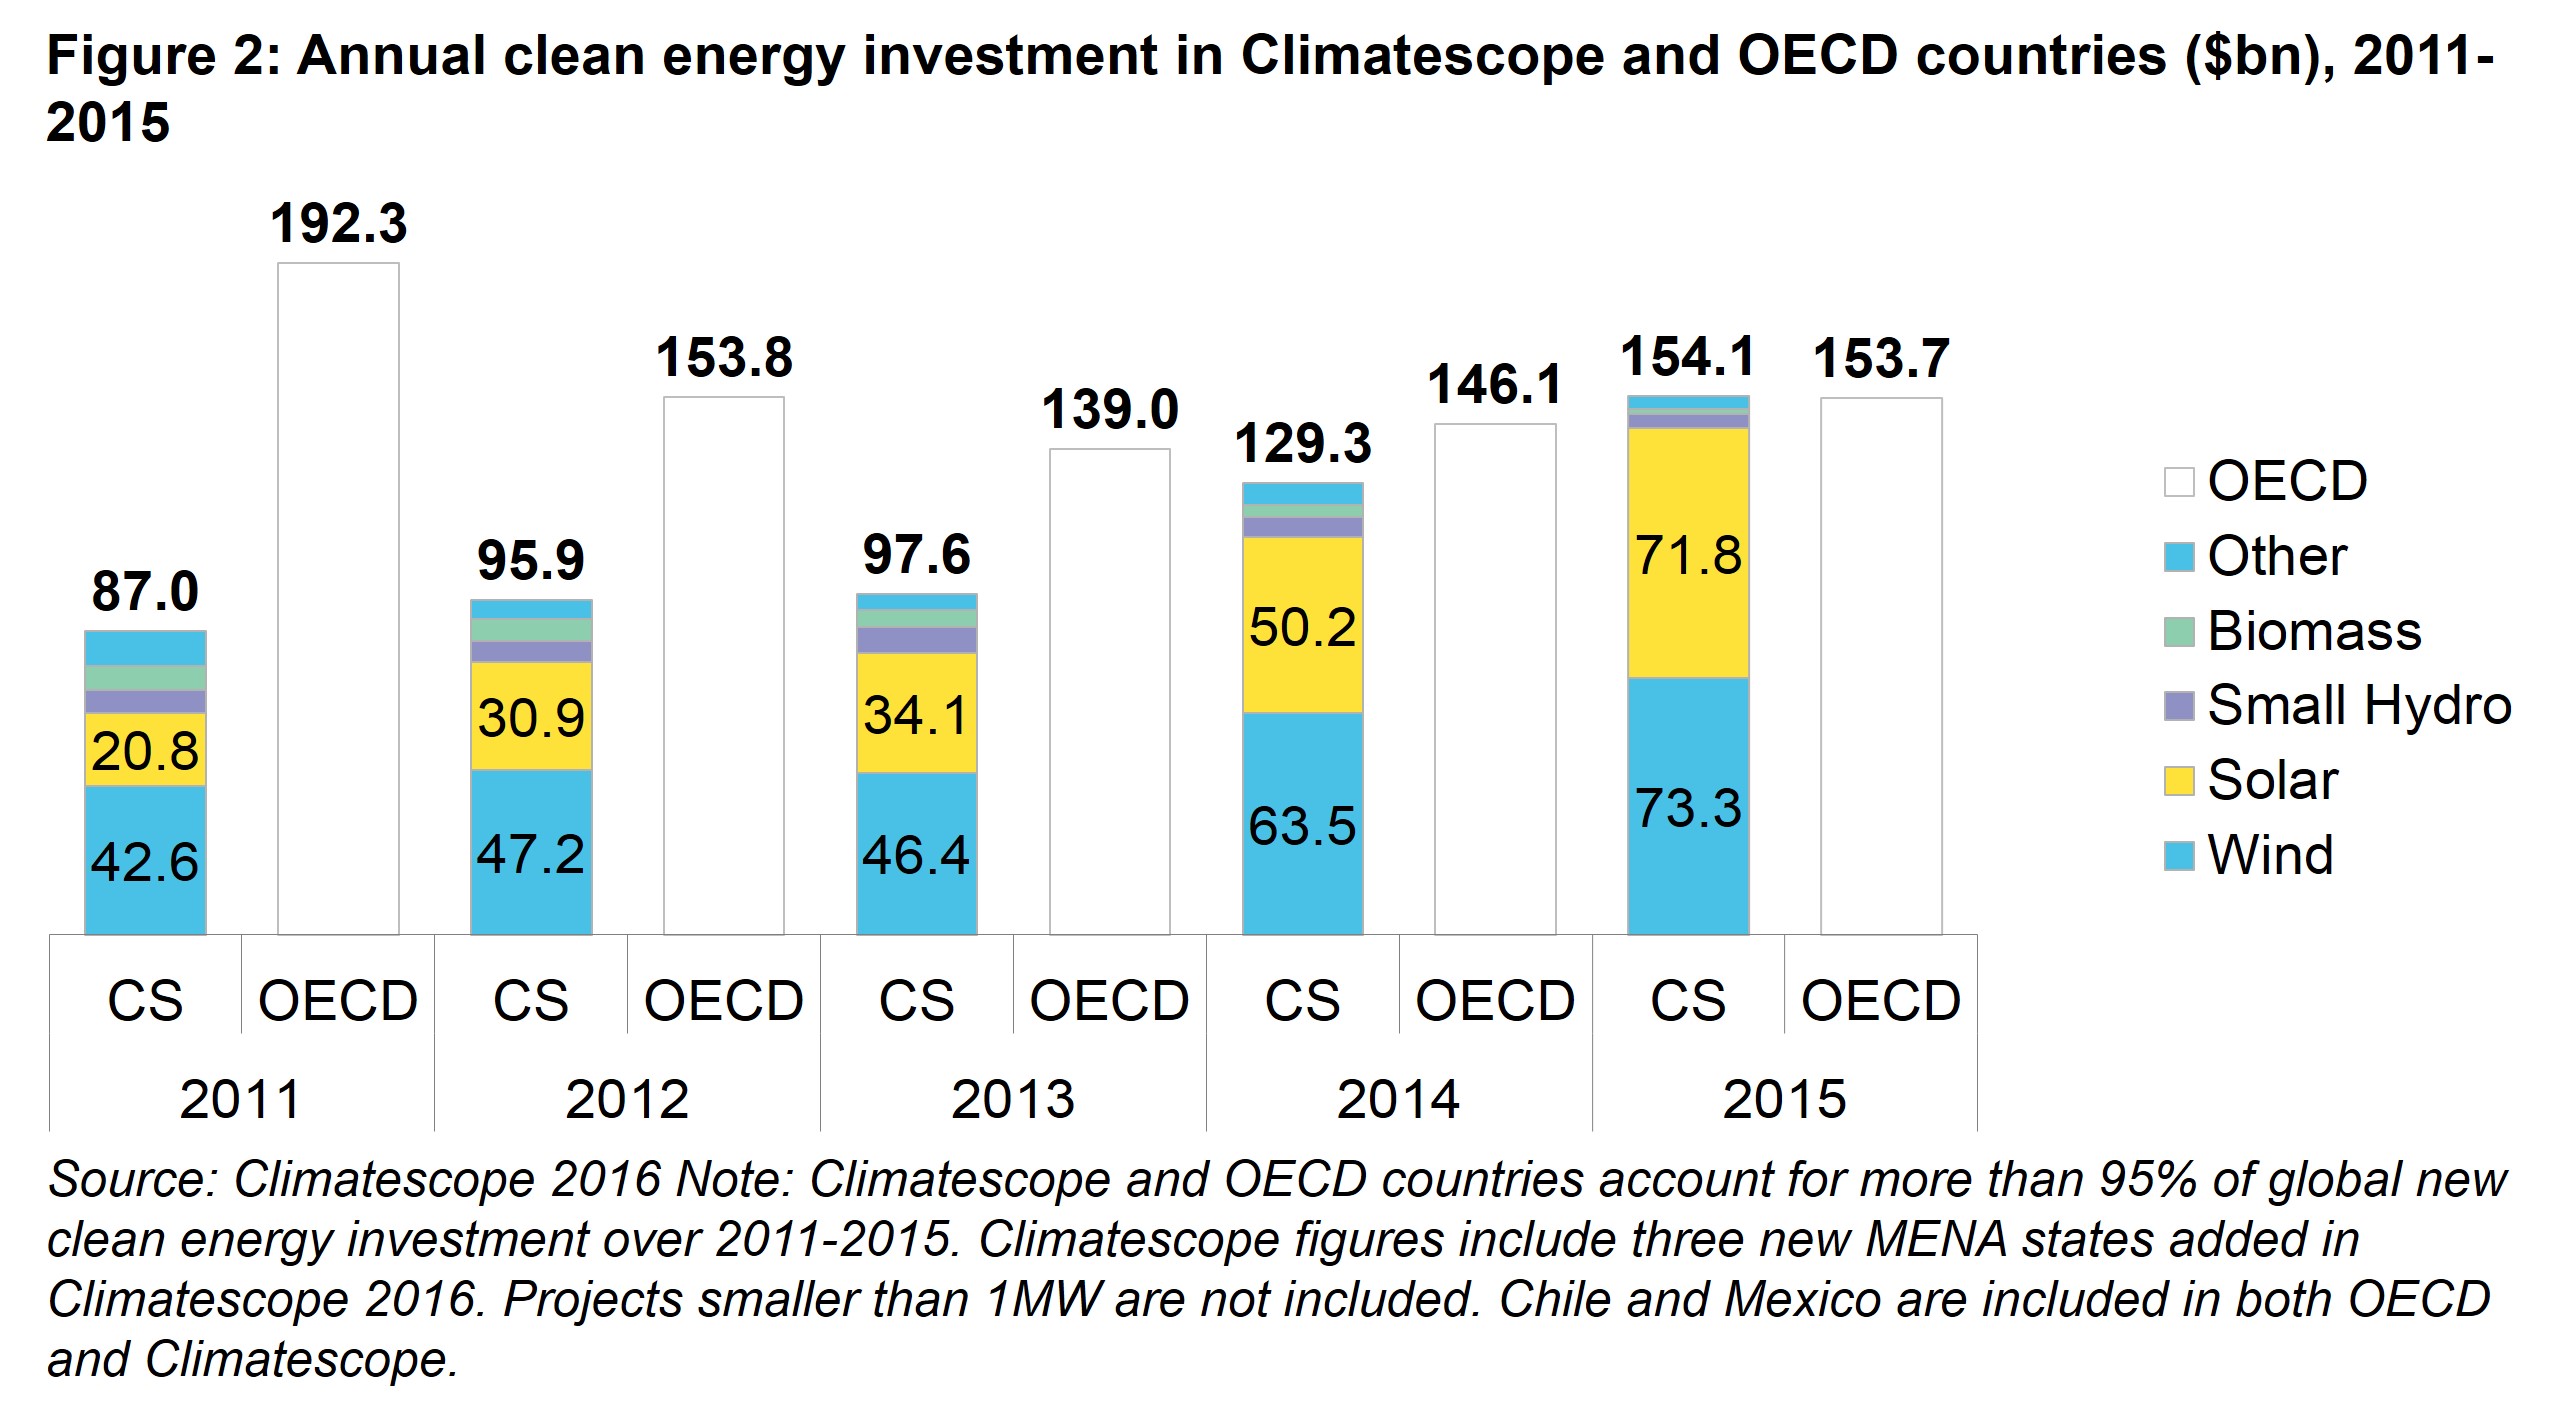 Figure 2: Annual clean energy investment in Climatescope and OECD countries ($bn), 2011-
2015
192.3
153.8
154.1
153.7
146.1
139.0
129.3
95.9
97.6
87.0
OECD
Other
Biomass
Small Hydro
Solar
Wind
20.8
30.9
34.1
50.2
71.8
42.6
47.2
46.4
63.5
73.3
CS OECD CS OECD CS OECD CS OECD CS OECD
2011 2012 2013 2014 2015
Source: Climatescope 2016 Note: Climatescope and OECD countries account for more than 95% of global new
clean energy investment over 2011-2015. Climatescope figures include three new MENA states added in
Climatescope 2016. Projects smaller than 1MW are not included. Chile and Mexico are included in both OECD
and Climatescope.